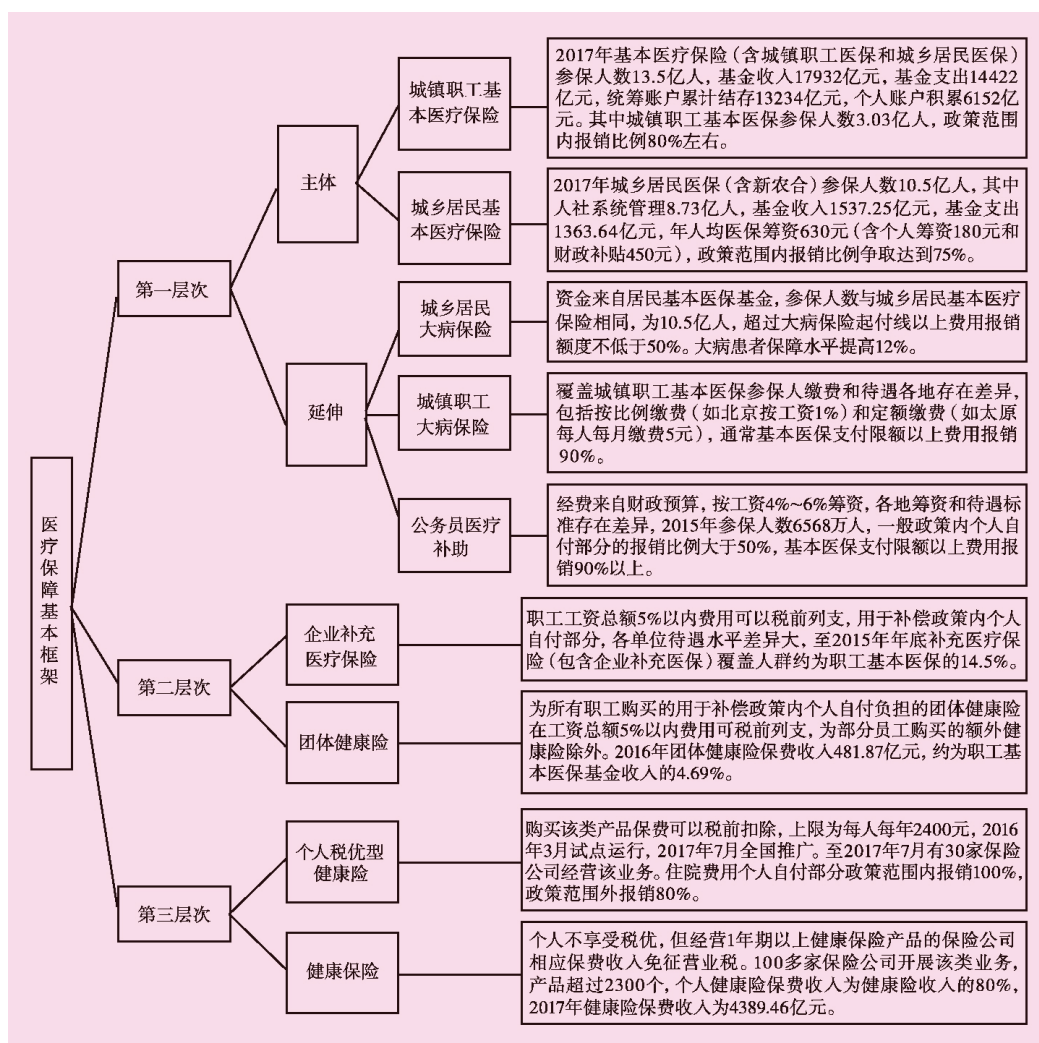 医疗保障基本框架
第一层次
主体
城镇职工基
本医疗保险
2017年基本医疗保险(含城镇职工医保和城乡居民医保)
参保人数13.5亿人，基金收入17932亿元，基金支出14422
亿元，统筹账户累计结存13234亿元，个人账户积累6152亿
元。其中城镇职工基本医保参保人数3.03亿人，政策范围
内报销比例80%左右。
城乡居民基
本医疗保险
2017年城乡居民医保(含新农合)参保人数10.5亿人，其中
人社系统管理8.73亿人，基金收入1537.25亿元，基金支出
1363.64亿元，年人均医保筹资630元(含个人筹资180元和
财政补贴450元)，政策范围内报销比例争取达到75%。
延伸
城乡居民
大病保险
资金来自居民基本医保基金，参保人数与城乡居民基本医疗
保险相同，为10.5亿人，超过大病保险起付线以上费用报销
额度不低于50%。大病患者保障水平提高12%。
城镇职工
大病保险
覆盖城镇职工基本医保参保人缴费和待遇各地存在差异，
包括按比例缴费(如北京按工资1%)和定额缴费(如太原
每人每月缴费5元)，通常基本医保支付限额以上费用报销
90%。
公务员医疗
补助
经费来自财政预算，按工资4%~6%筹资，各地筹资和待遇标
准存在差异，2015年参保人数6568万人，一般政策内个人自
付部分的报销比例大于50%，基本医保支付限额以上费用报
销90%以上。
第二层次
企业补充
医疗保险
职工工资总额5%以内费用可以税前列支，用于补偿政策内个人
自付部分，各单位待遇水平差异大，至2015年年底补充医疗保
险(包含企业补充医保)覆盖人群约为职工基本医保的14.5%。
团体健康险
为所有职工购买的用于补偿政策内个人自付负担的团体健康险
在工资总额5%以内费用可税前列支，为部分员工购买的额外健
康险除外。2016年团体健康险保费收入481.87亿元，约为职工基
本医保基金收入的4.69%。
第三层次
个人税优型
健康险
购买该类产品保费可以税前扣除，上限为每人每年2400元，2016
年3月试点运行，2017年7月全国推广。至2017年7月有30家保险
公司经营该业务。住院费用个人自付部分政策范围内报销100%，
政策范围外报销80%。
健康保险
个人不享受税优，但经营1年期以上健康保险产品的保险公司
相应保费收入免征营业税。100多家保险公司开展该类业务，
产品超过2300个，个人健康险保费收入为健康险收入的80%，
2017年健康险保费收入为4389.46亿元。